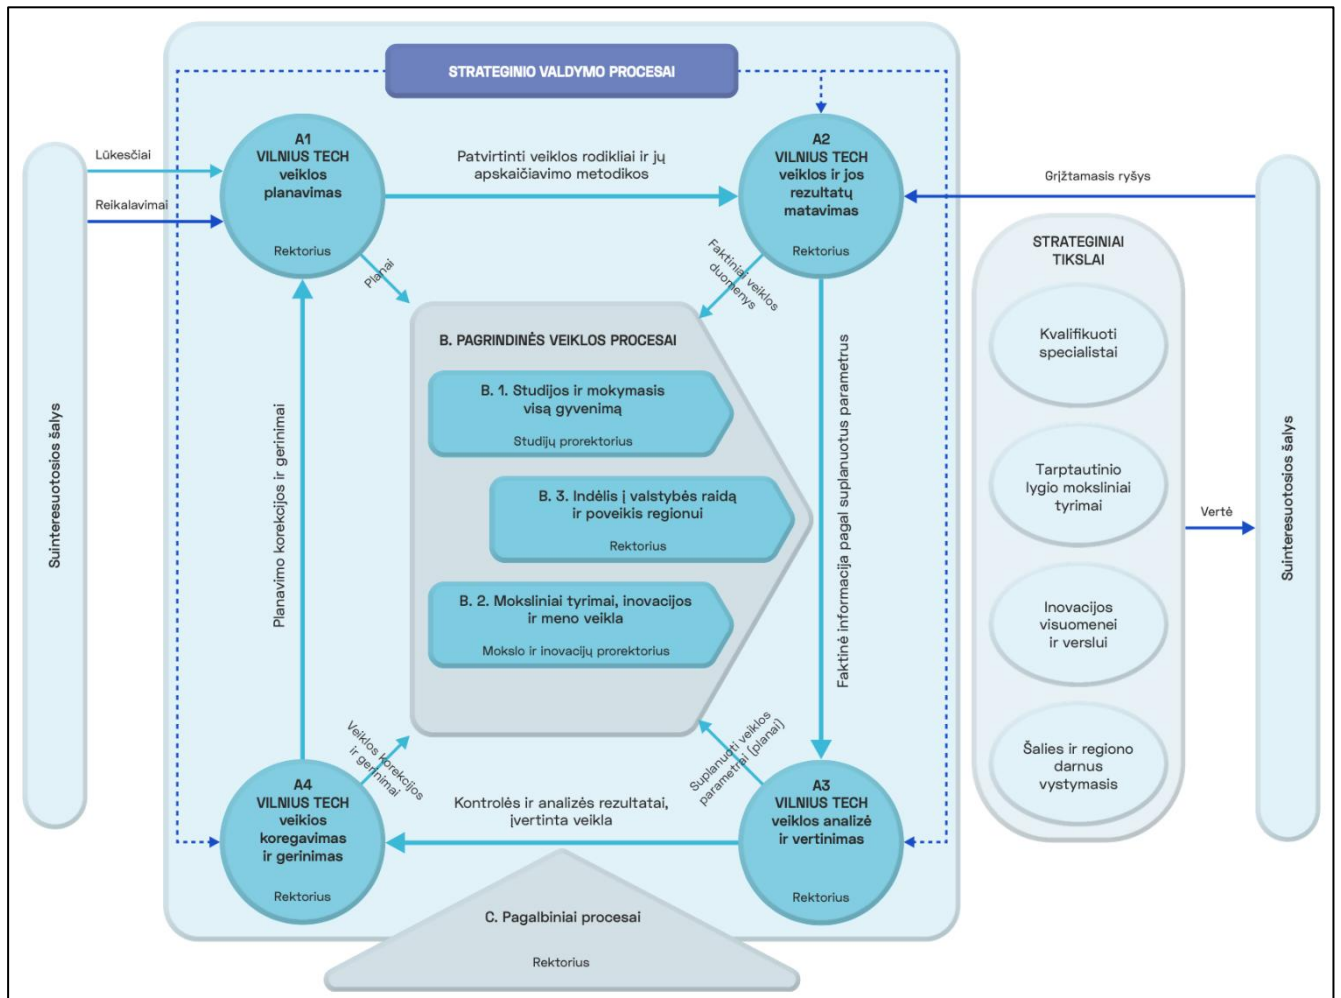 STRATEGINIO VALDYMO PROCESAI
Suinteresuotosios šalys
Lūkesčiai
Reikalavimai
A1
VILNIUS TECH
veiklos
planavimas
Rektorius
Patvirtinti veiklos rodikliai ir jų
apskaičiavimo metodikos
A2
VILNIUS TECH
veiklos ir jos
rezultatų
matavimas
Rektorius
Grįžtamasis ryšys
Planai
Faktiniai veiklos
duomenys
Planavimo korekcijos ir gerinimai
B. PAGRINDINĖS VEIKLOS PROCESAI
B. 1. Studijos ir mokymasis
visą gyvenimą
Studijų prorektorius
B. 3. Indėlis į valstybės raidą
ir poveikis regionui
Rektorius
B. 2. Moksliniai tyrimai, inovacijos
ir meno veikla
Mokslo ir inovacijų prorektorius
Faktinė informacija pagal suplanuotus parametrus
Veiklos korekcijos
ir gerinimai
Suplanuoti veiklos
parametrai (planai)
A4
VILNIUS TECH
veikios
koregavimas
ir gerinimas
Rektorius
Kontrolės ir analizės rezultatai,
įvertinta veikla
A3
VILNIUS TECH
veiklos analizė
ir vertinimas
Rektorius
C. Pagalbiniai procesai
Rektorius
STRATEGINIAI
TIKSLAI
Kvalifikuoti
specialistai
Tarptautinio
lygio moksliniai
tyrimai
Inovacijos
visuomenei
ir verslui
Šalies ir regiono
darnus
vystymasis
Vertė
Suinteresuotosios šalys